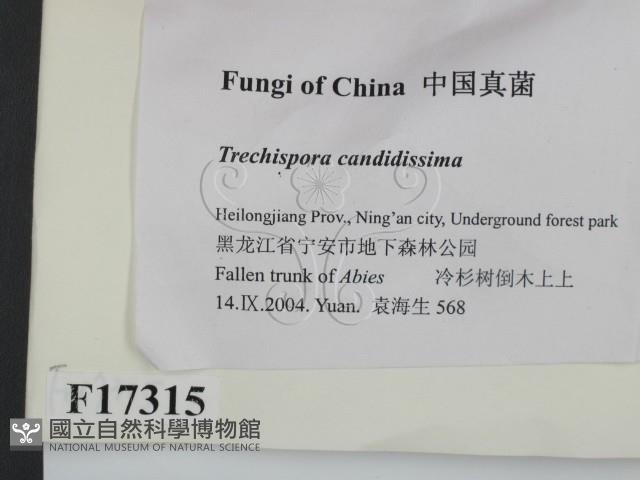 Fungi of China 中国真菌
Trechispora candidissima
Heilongjiang Prov., Ning'an city, Underground forest park
黑龙江省宁安市地下森林公园
Fallen trunk of Abies 冷杉树倒木上上
14.IX.2004. Yuan. 袁海生 568
F17315
國立自然科學博物館
NATIONAL MUSEUM OF NATURAL SCIENCE